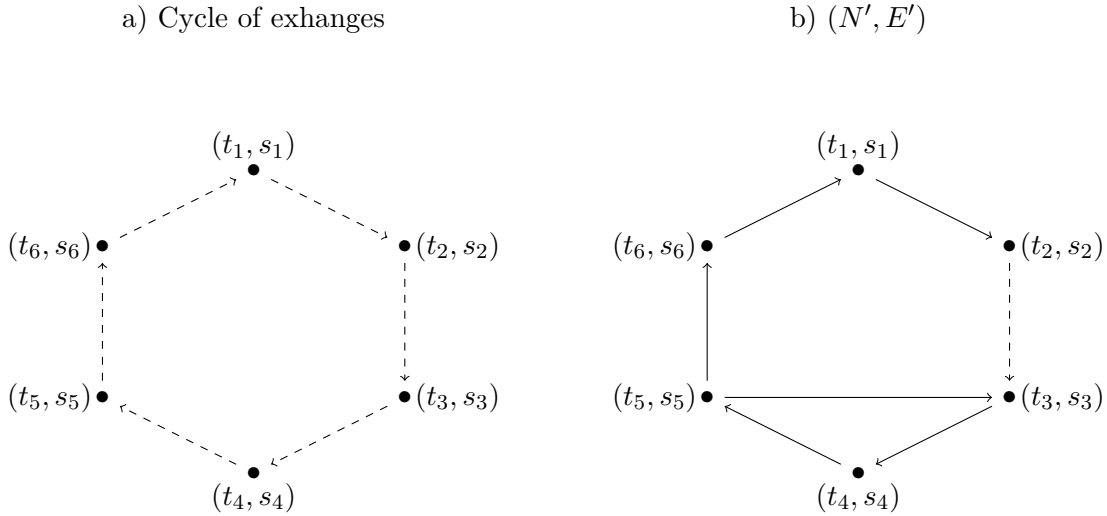 a) Cycle of exhanges
b) (N′, E′)
(t₁, s₁)
(t₁, s₁)
(t₆, s₆)
(t₂, s₂)
(t₆, s₆)
(t₂, s₂)
(t₅, s₅)
(t₃, s₃)
(t₅, s₅)
(t₃, s₃)
(t₄, s₄)
(t₄, s₄)